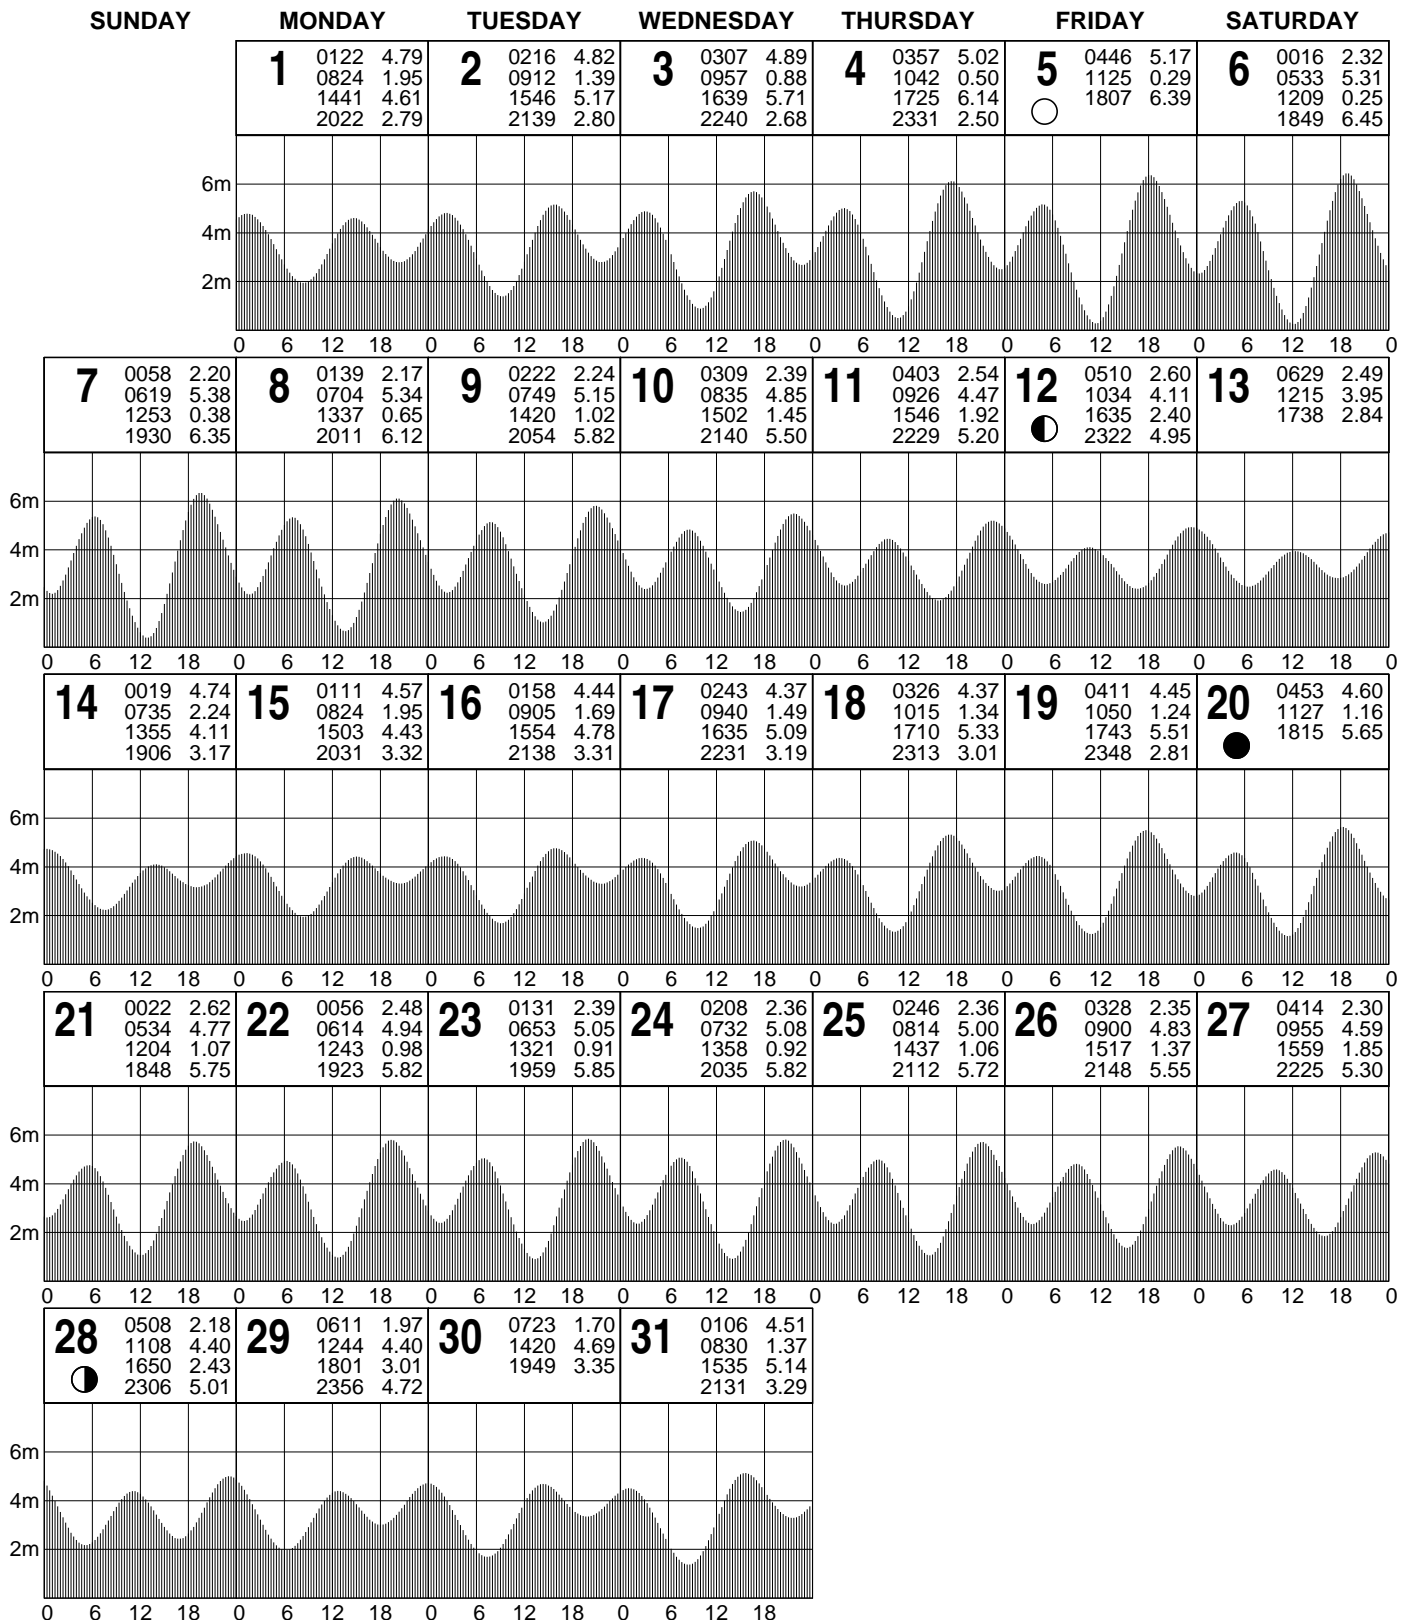 SUNDAY MONDAY TUESDAY WEDNESDAY THURSDAY FRIDAY SATURDAY
1 0122 4.79
0824 1.95
1441 4.61
2022 2.79
2 0216 4.82
0912 1.39
1546 5.17
2139 2.80
3 0307 4.89
0957 0.88
1639 5.71
2240 2.68
4 0357 5.02
1042 0.50
1725 6.14
2331 2.50
5 0446 5.17
1125 0.29
1807 6.39
6 0016 2.32
0533 5.31
1209 0.25
1849 6.45
6m
4m
2m
0 6 12 18 0 6 12 18 0 6 12 18 0 6 12 18 0 6 12 18 0 6 12 18 0
7 0058 2.20
0619 5.38
1253 0.38
1930 6.35
8 0139 2.17
0704 5.34
1337 0.65
2011 6.12
9 0222 2.24
0749 5.15
1420 1.02
2054 5.82
10 0309 2.39
0835 4.85
1502 1.45
2140 5.50
11 0403 2.54
0926 4.47
1546 1.92
2229 5.20
12 0510 2.60
1034 4.11
1635 2.40
2322 4.95
13 0629 2.49
1215 3.95
1738 2.84
6m
4m
2m
0 6 12 18 0 6 12 18 0 6 12 18 0 6 12 18 0 6 12 18 0 6 12 18 0 6 12 18 0
14 0019 4.74
0735 2.24
1355 4.11
1906 3.17
15 0111 4.57
0824 1.95
1503 4.43
2031 3.32
16 0158 4.44
0905 1.69
1554 4.78
2138 3.31
17 0243 4.37
0940 1.49
1635 5.09
2231 3.19
18 0326 4.37
1015 1.34
1710 5.33
2313 3.01
19 0411 4.45
1050 1.24
1743 5.51
2348 2.81
20 0453 4.60
1127 1.16
1815 5.65
6m
4m
2m
0 6 12 18 0 6 12 18 0 6 12 18 0 6 12 18 0 6 12 18 0 6 12 18 0 6 12 18 0
21 0022 2.62
0534 4.77
1204 1.07
1848 5.75
22 0056 2.48
0614 4.94
1243 0.98
1923 5.82
23 0131 2.39
0653 5.05
1321 0.91
1959 5.85
24 0208 2.36
0732 5.08
1358 0.92
2035 5.82
25 0246 2.36
0814 5.00
1437 1.06
2112 5.72
26 0328 2.35
0900 4.83
1517 1.37
2148 5.55
27 0414 2.30
0955 4.59
1559 1.85
2225 5.30
6m
4m
2m
0 6 12 18 0 6 12 18 0 6 12 18 0 6 12 18 0 6 12 18 0 6 12 18 0 6 12 18 0
28 0508 2.18
1108 4.40
1650 2.43
2306 5.01
29 0611 1.97
1244 4.40
1801 3.01
2356 4.72
30 0723 1.70
1420 4.69
1949 3.35
31 0106 4.51
0830 1.37
1535 5.14
2131 3.29
6m
4m
2m
0 6 12 18 0 6 12 18 0 6 12 18 0 6 12 18